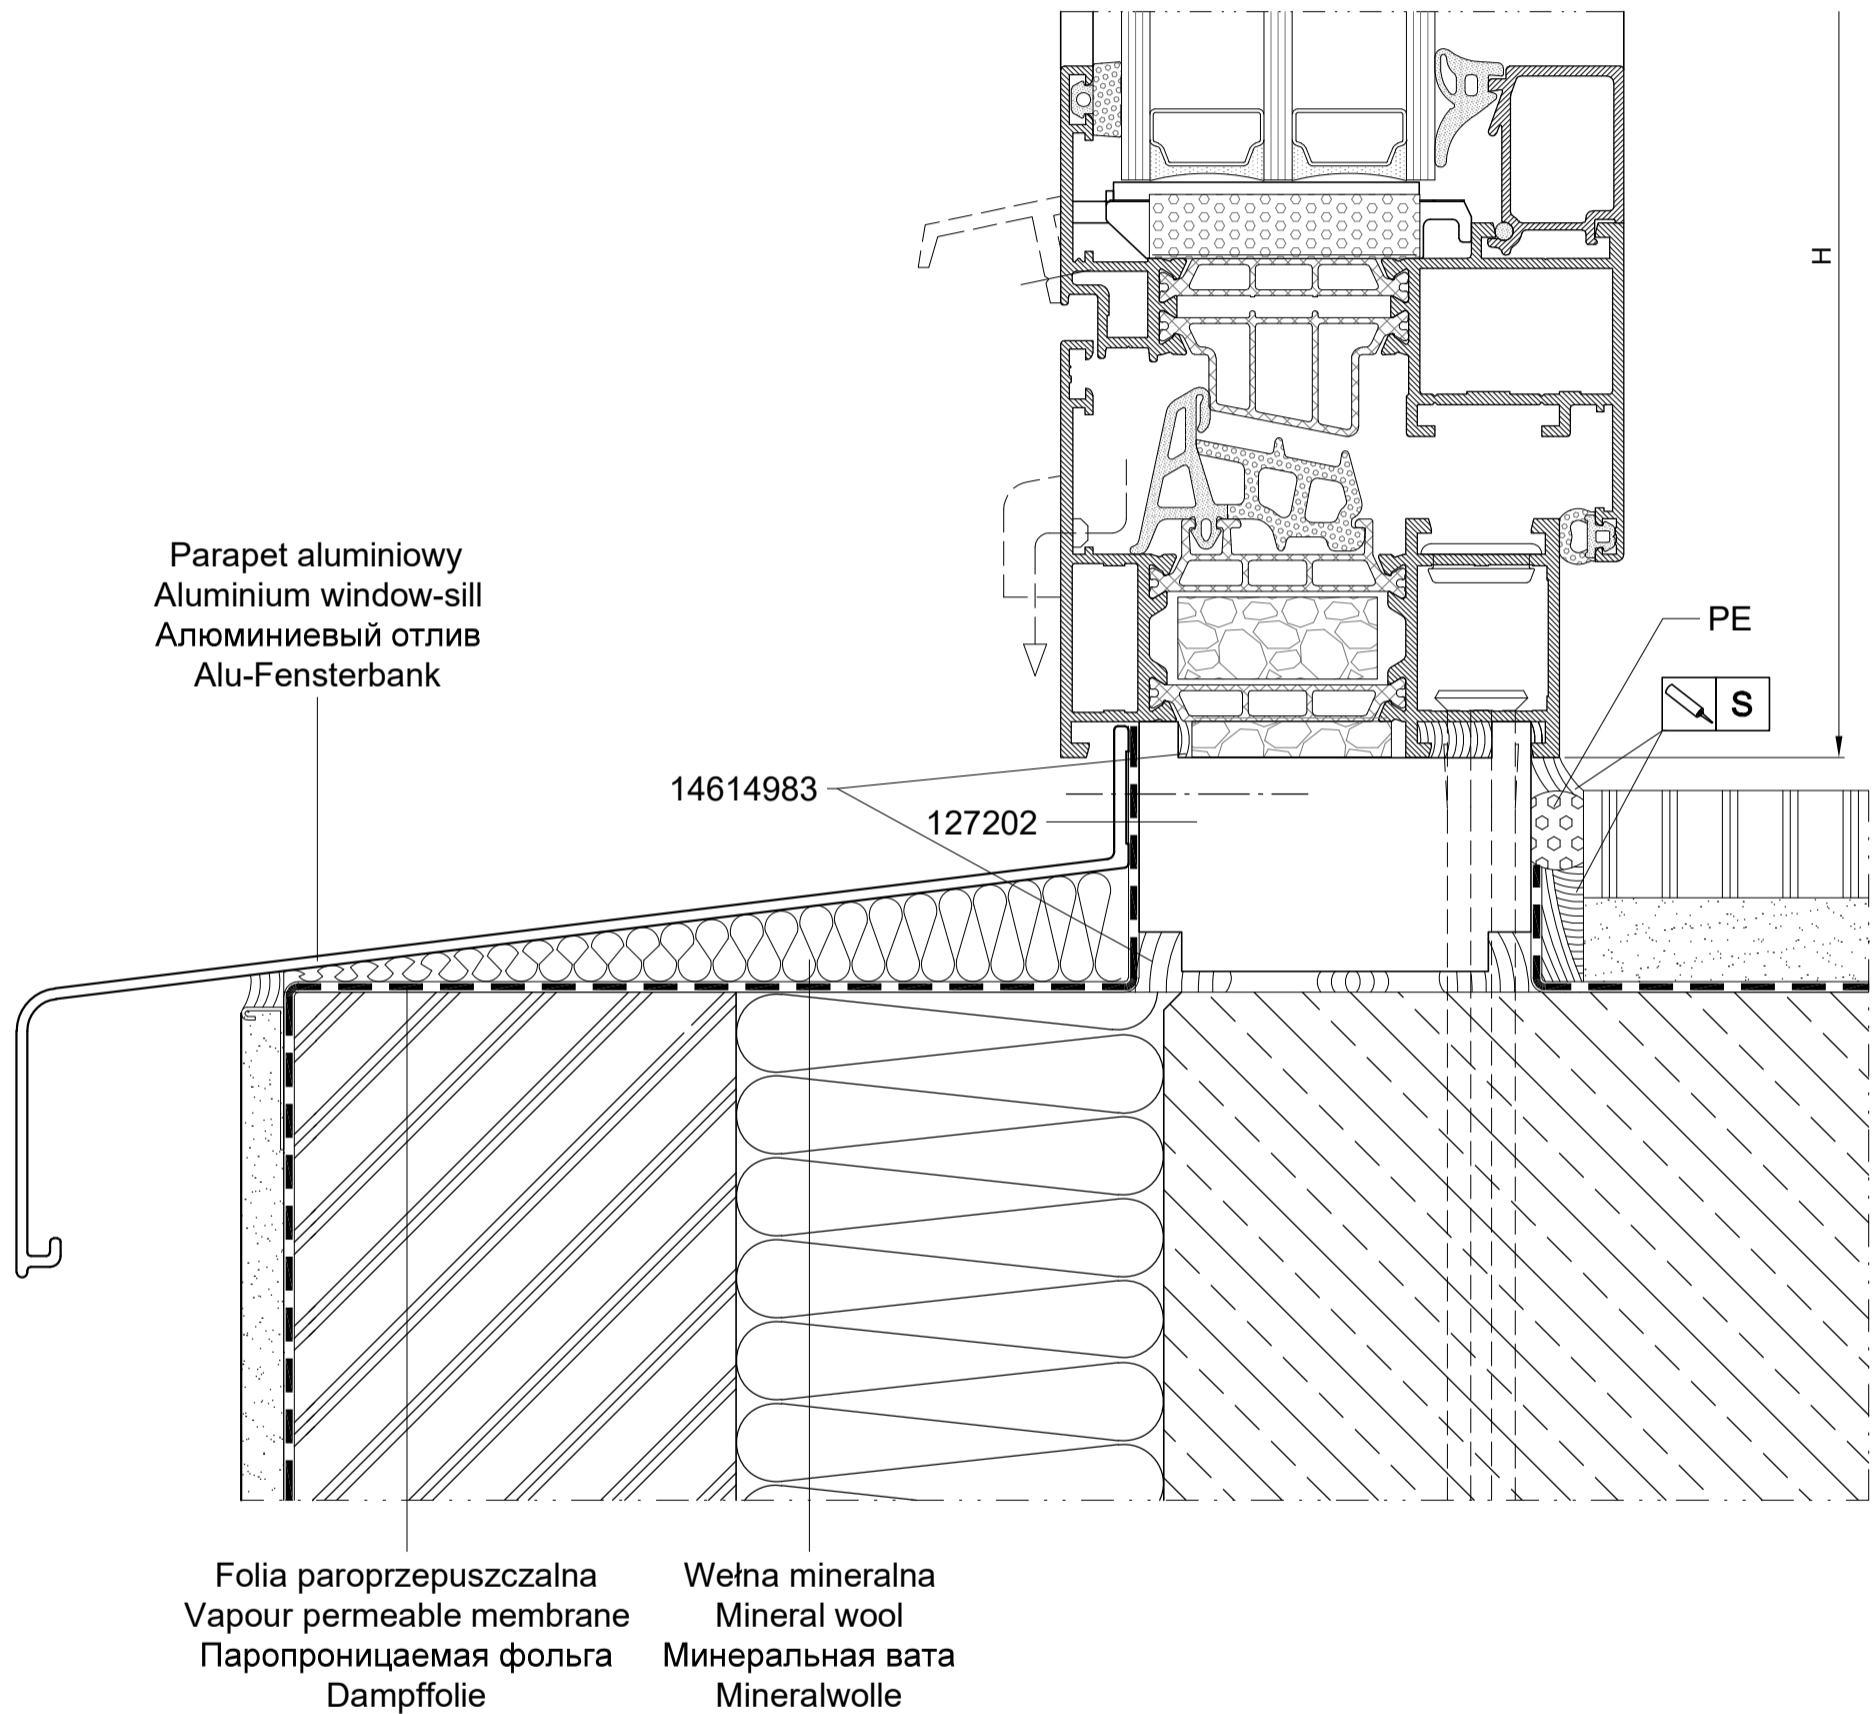 H
Parapet aluminiowy
Aluminium window-sill
Алюминиевый отлив
Alu-Fensterbank
PE
S
14614983
127202
Folia paroprzepuszczalna
Vapour permeable membrane
Паропроницаемая фольга
Dampffolie
Wełna mineralna
Mineral wool
Минеральная вата
Mineralwolle